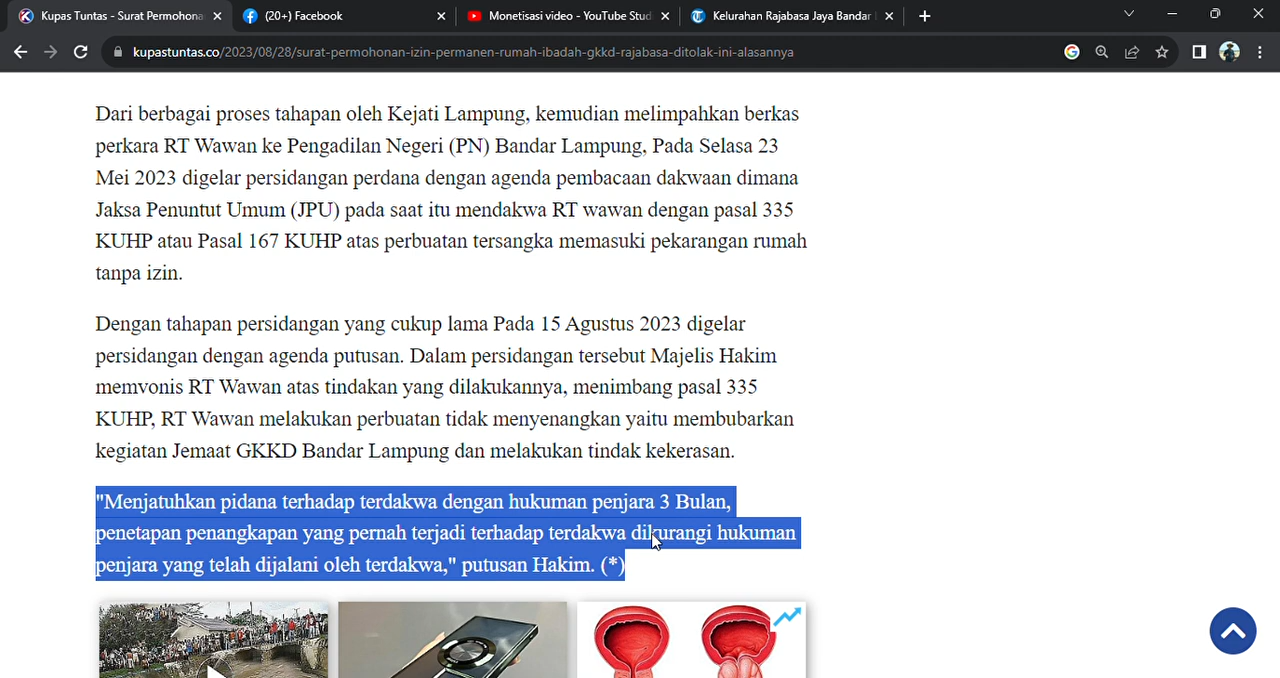 Kupas Tuntas - Surat Permohona
(20+) Facebook
Monetisasi video - YouTube Stud
Kelurahan Rajabasa Jaya Bandar
kupastuntas.co/2023/08/28/surat-permohonan-izin-permanen-rumah-ibadah-gkkd-rajabasa-ditolak-ini-alasannya
Dari berbagai proses tahapan oleh Kejati Lampung, kemudian melimpahkan berkas
perkara RT Wawan ke Pengadilan Negeri (PN) Bandar Lampung, Pada Selasa 23
Mei 2023 digelar persidangan perdana dengan agenda pembacaan dakwaan dimana
Jaksa Penuntut Umum (JPU) pada saat itu mendakwa RT wawan dengan pasal 335
KUHP atau Pasal 167 KUHP atas perbuatan tersangka memasuki pekarangan rumah
tanpa izin.
Dengan tahapan persidangan yang cukup lama Pada 15 Agustus 2023 digelar
persidangan dengan agenda putusan. Dalam persidangan tersebut Majelis Hakim
memvonis RT Wawan atas tindakan yang dilakukannya, menimbang pasal 335
KUHP, RT Wawan melakukan perbuatan tidak menyenangkan yaitu membubarkan
kegiatan Jemaat GKKD Bandar Lampung dan melakukan tindak kekerasan.
"Menjatuhkan pidana terhadap terdakwa dengan hukuman penjara 3 Bulan,
penetapan penangkapan yang pernah terjadi terhadap terdakwa dikurangi hukuman
penjara yang telah dijalani oleh terdakwa," putusan Hakim. (*)